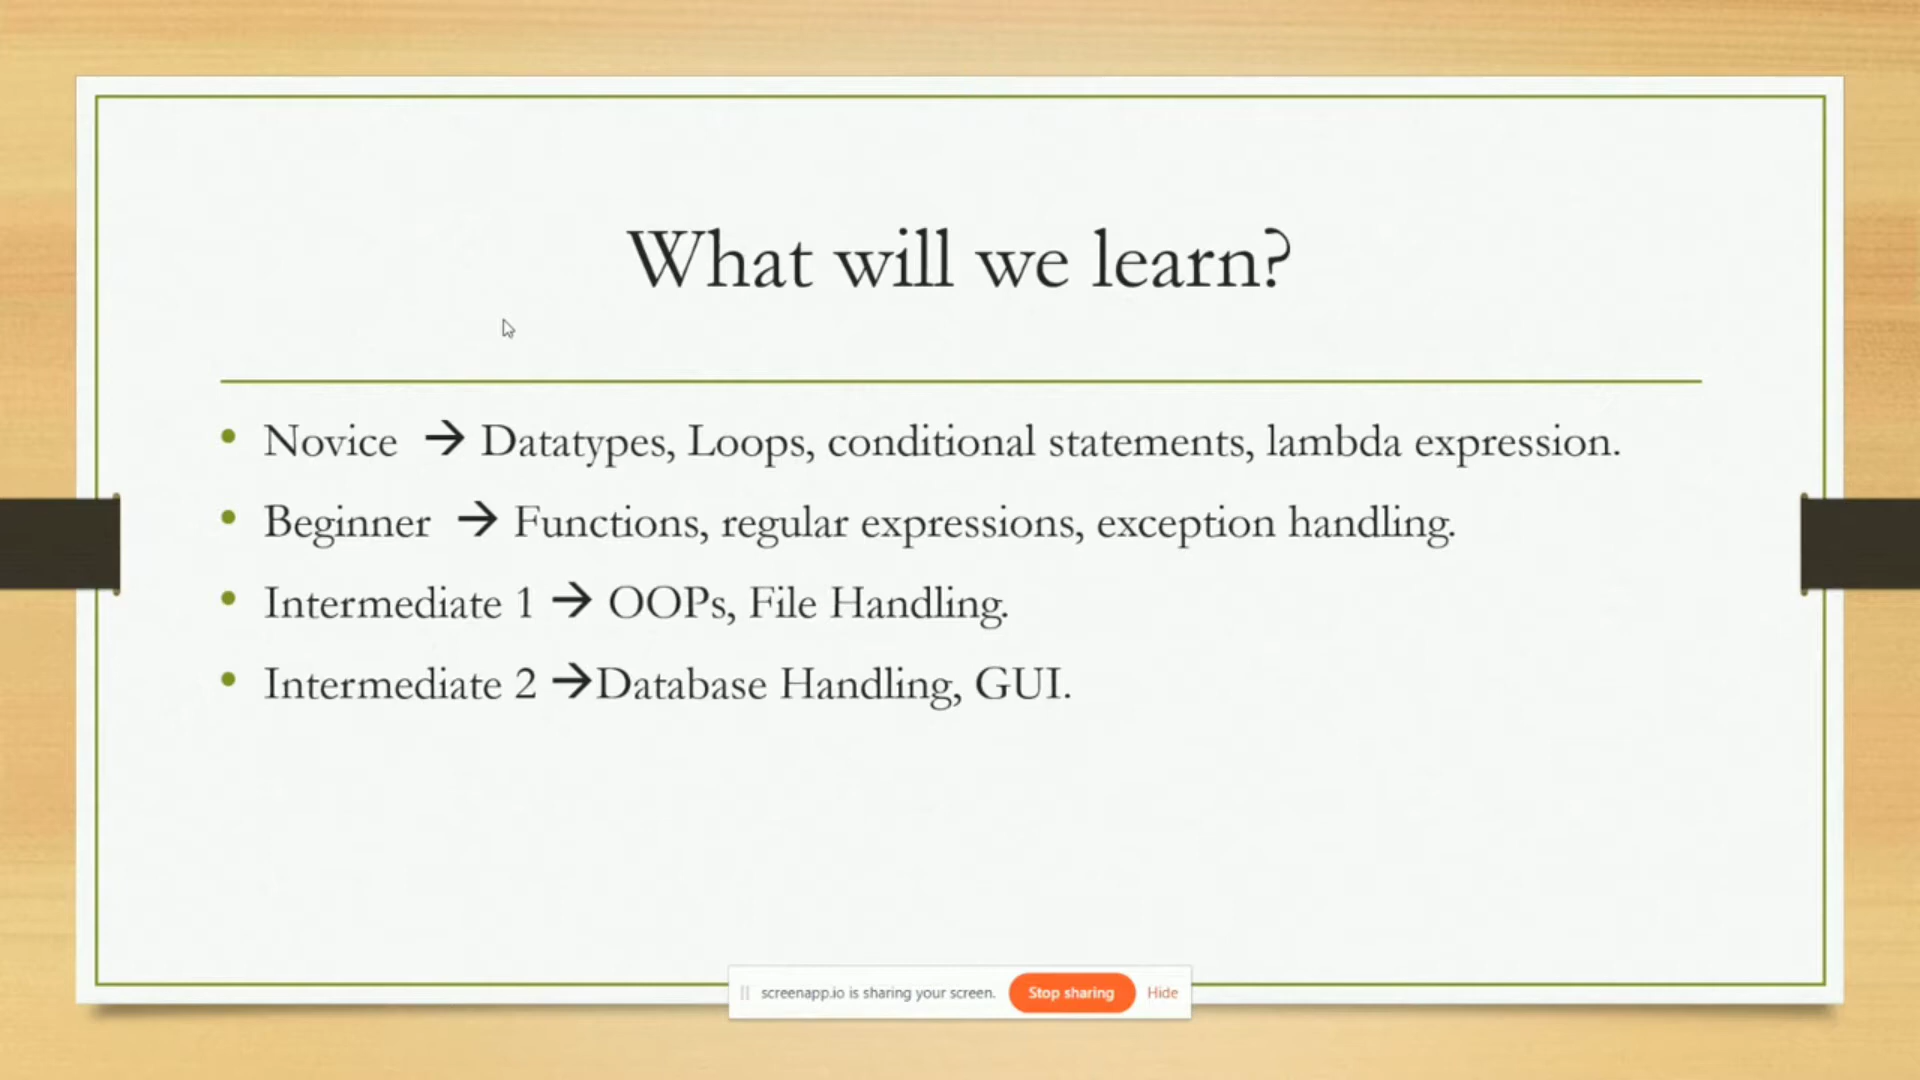 What will we learn?
• Novice → Datatypes, Loops, conditional statements, lambda expression.
• Beginner → Functions, regular expressions, exception handling.
• Intermediate 1 → OOPs, File Handling.
• Intermediate 2 →Database Handling, GUI.
screenapp.io is sharing your screen. Stop sharing Hide